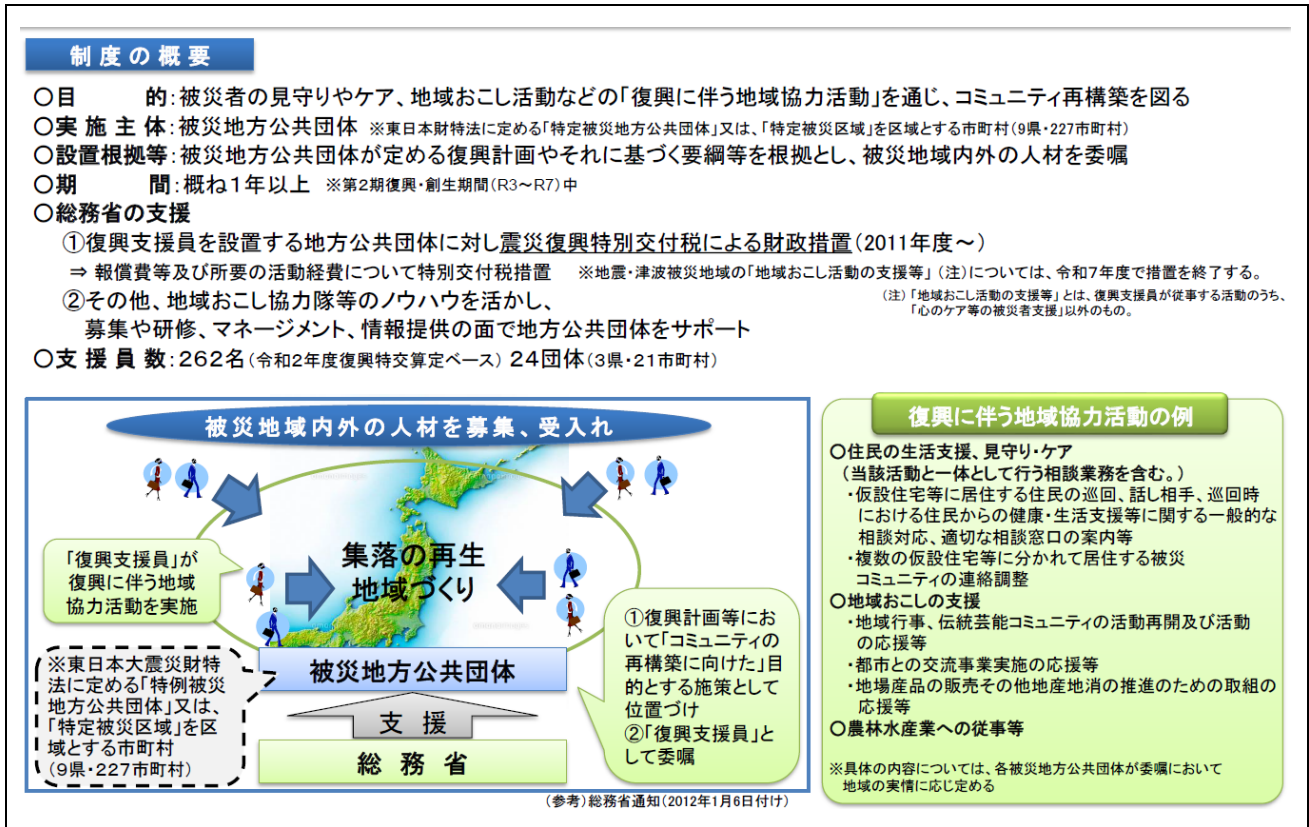 制度の概要
○目　　　的：被災者の見守りやケア、地域おこし活動などの「復興に伴う地域協力活動」を通じ、コミュニティ再構築を図る
○実施主体：被災地方公共団体 ※東日本財特法に定める「特定被災地方公共団体」又は、「特定被災区域」を区域とする市町村(9県・227市町村)
○設置根拠等：被災地方公共団体が定める復興計画やそれに基づく要綱等を根拠とし、被災地域内外の人材を委嘱
○期　　　間：概ね１年以上 ※第2期復興・創生期間(R3～R7)中
○総務省の支援
①復興支援員を設置する地方公共団体に対し震災復興特別交付税による財政措置(2011年度～)
⇒ 報償費等及び所要の活動経費について特別交付税措置　※地震・津波被災地域の「地域おこし活動の支援等」(注)については、令和7年度で措置を終了する。
②その他、地域おこし協力隊等のノウハウを活かし、
募集や研修、マネージメント、情報提供の面で地方公共団体をサポート
(注)「地域おこし活動の支援等」とは、復興支援員が従事する活動のうち、
「心のケア等の被災者支援」以外のもの。
○支援員数：262名(令和2年度復興特交算定ベース) 24団体(3県・21市町村)
被災地域内外の人材を募集、受入れ
「復興支援員」が
復興に伴う地域
協力活動を実施
集落の再生
地域づくり
①復興計画等にお
いて「コミュニティの
再構築に向けた」目
的とする施策として
位置づけ
②「復興支援員」と
して委嘱
※東日本大震災財特
法に定める「特例被災
地方公共団体」又は、
「特定被災区域」を区
域とする市町村
(9県・227市町村)
被災地方公共団体
支　援
総 務 省
(参考)総務省通知(2012年1月6日付け)
復興に伴う地域協力活動の例
○住民の生活支援、見守り・ケア
(当該活動と一体として行う相談業務を含む。)
・仮設住宅等に居住する住民の巡回、話し相手、巡回時
における住民からの健康・生活支援等に関する一般的な
相談対応、適切な相談窓口の案内等
・複数の仮設住宅等に分かれて居住する被災
コミュニティの連絡調整
○地域おこしの支援
・地域行事、伝統芸能コミュニティの活動再開及び活動
の応援等
・都市との交流事業実施の応援等
・地場産品の販売その他地産地消の推進のための取組の
応援等
○農林水産業への従事等
※具体の内容については、各被災地方公共団体が委嘱において
地域の実情に応じ定める